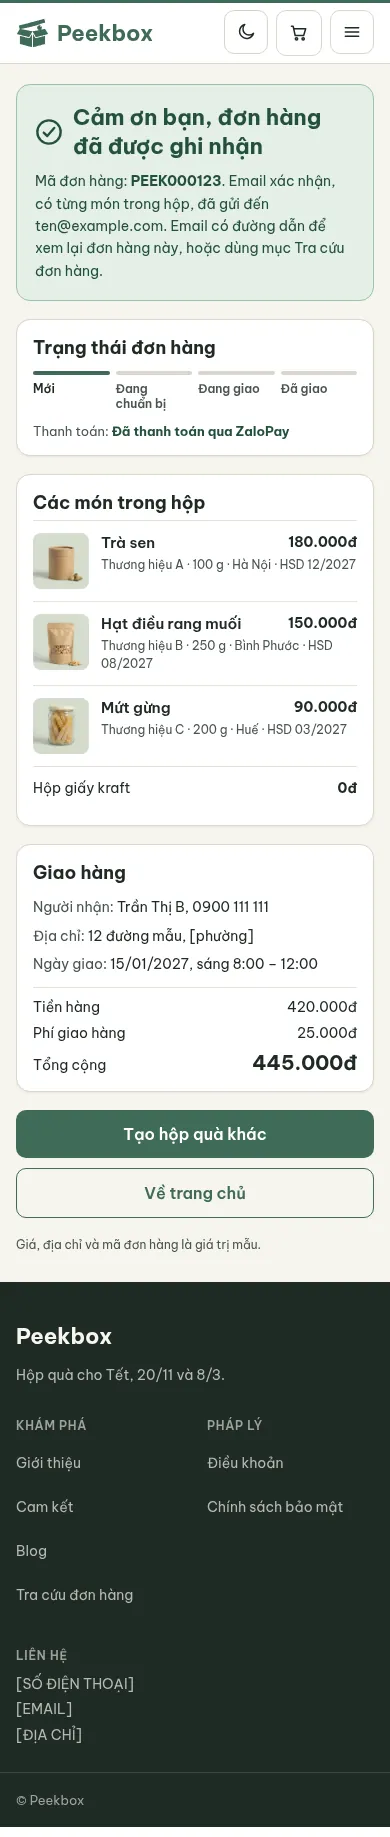 Peekbox
Cảm ơn bạn, đơn hàng
đã được ghi nhận
Mã đơn hàng: PEEK000123. Email xác nhận,
có từng món trong hộp, đã gửi đến
ten@example.com. Email có đường dẫn để
xem lại đơn hàng này, hoặc dùng mục Tra cứu
đơn hàng.
Trạng thái đơn hàng
Mới
Đang
chuẩn bị
Đang giao
Đã giao
Thanh toán: Đã thanh toán qua ZaloPay
Các món trong hộp
Trà sen 180.000đ
Thương hiệu A · 100 g · Hà Nội · HSD 12/2027
Hạt điều rang muối 150.000đ
Thương hiệu B · 250 g · Bình Phước · HSD
08/2027
Mứt gừng 90.000đ
Thương hiệu C · 200 g · Huế · HSD 03/2027
Hộp giấy kraft 0đ
Giao hàng
Người nhận: Trần Thị B, 0900 111 111
Địa chỉ: 12 đường mẫu, [phường]
Ngày giao: 15/01/2027, sáng 8:00 – 12:00
Tiền hàng 420.000đ
Phí giao hàng 25.000đ
Tổng cộng 445.000đ
Tạo hộp quà khác
Về trang chủ
Giá, địa chỉ và mã đơn hàng là giá trị mẫu.
Peekbox
Hộp quà cho Tết, 20/11 và 8/3.
KHÁM PHÁ
Giới thiệu
Cam kết
Blog
Tra cứu đơn hàng
PHÁP LÝ
Điều khoản
Chính sách bảo mật
LIÊN HỆ
[SỐ ĐIỆN THOẠI]
[EMAIL]
[ĐỊA CHỈ]
© Peekbox